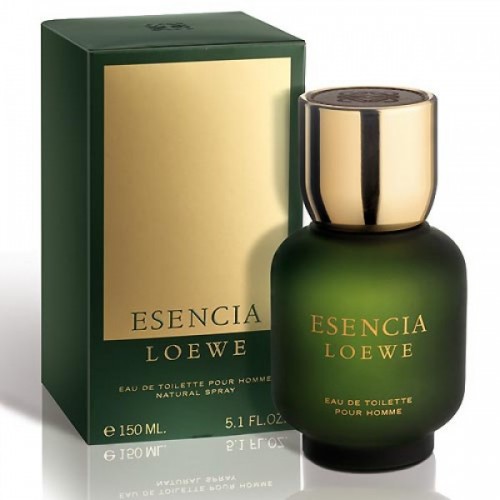 ESENCIA
LOEWE
EAU DE TOILETTE POUR HOMME
NATURAL SPRAY
℮ 150 ML. 5.1 FL.OZ.
ESENCIA
LOEWE
EAU DE TOILETTE
POUR HOMME